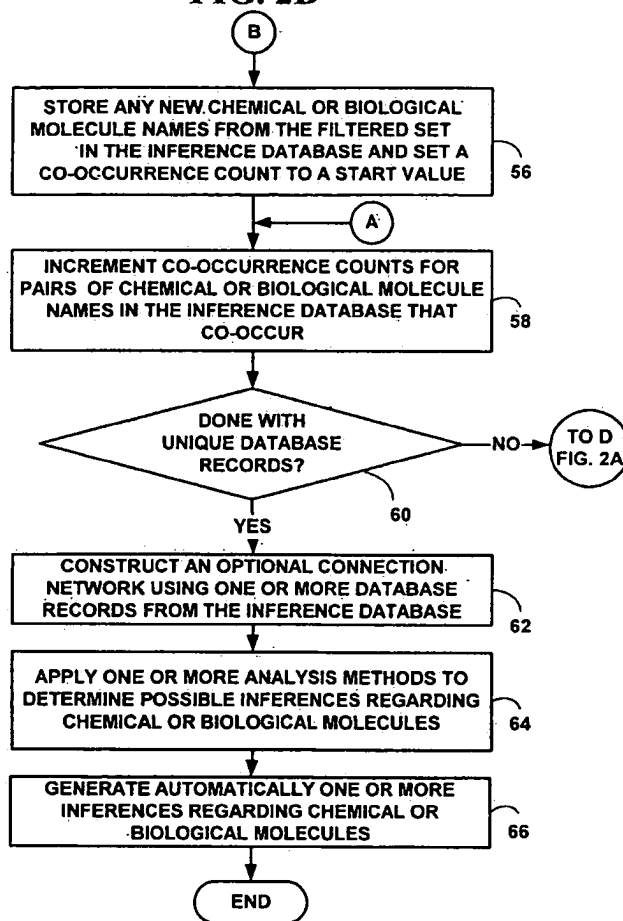 B
STORE ANY NEW CHEMICAL OR BIOLOGICAL
MOLECULE NAMES FROM THE FILTERED SET
IN THE INFERENCE DATABASE AND SET A
CO-OCCURRENCE COUNT TO A START VALUE
56
A
INCREMENT CO-OCCURRENCE COUNTS FOR
PAIRS OF CHEMICAL OR BIOLOGICAL MOLECULE
NAMES IN THE INFERENCE DATABASE THAT
CO-OCCUR
58
DONE WITH
UNIQUE DATABASE
RECORDS?
NO
TO D
FIG. 2A
60
YES
CONSTRUCT AN OPTIONAL CONNECTION
NETWORK USING ONE OR MORE DATABASE
RECORDS FROM THE INFERENCE DATABASE
62
APPLY ONE OR MORE ANALYSIS METHODS TO
DETERMINE POSSIBLE INFERENCES REGARDING
CHEMICAL OR BIOLOGICAL MOLECULES
64
GENERATE AUTOMATICALLY ONE OR MORE
INFERENCES REGARDING CHEMICAL OR
BIOLOGICAL MOLECULES
66
END